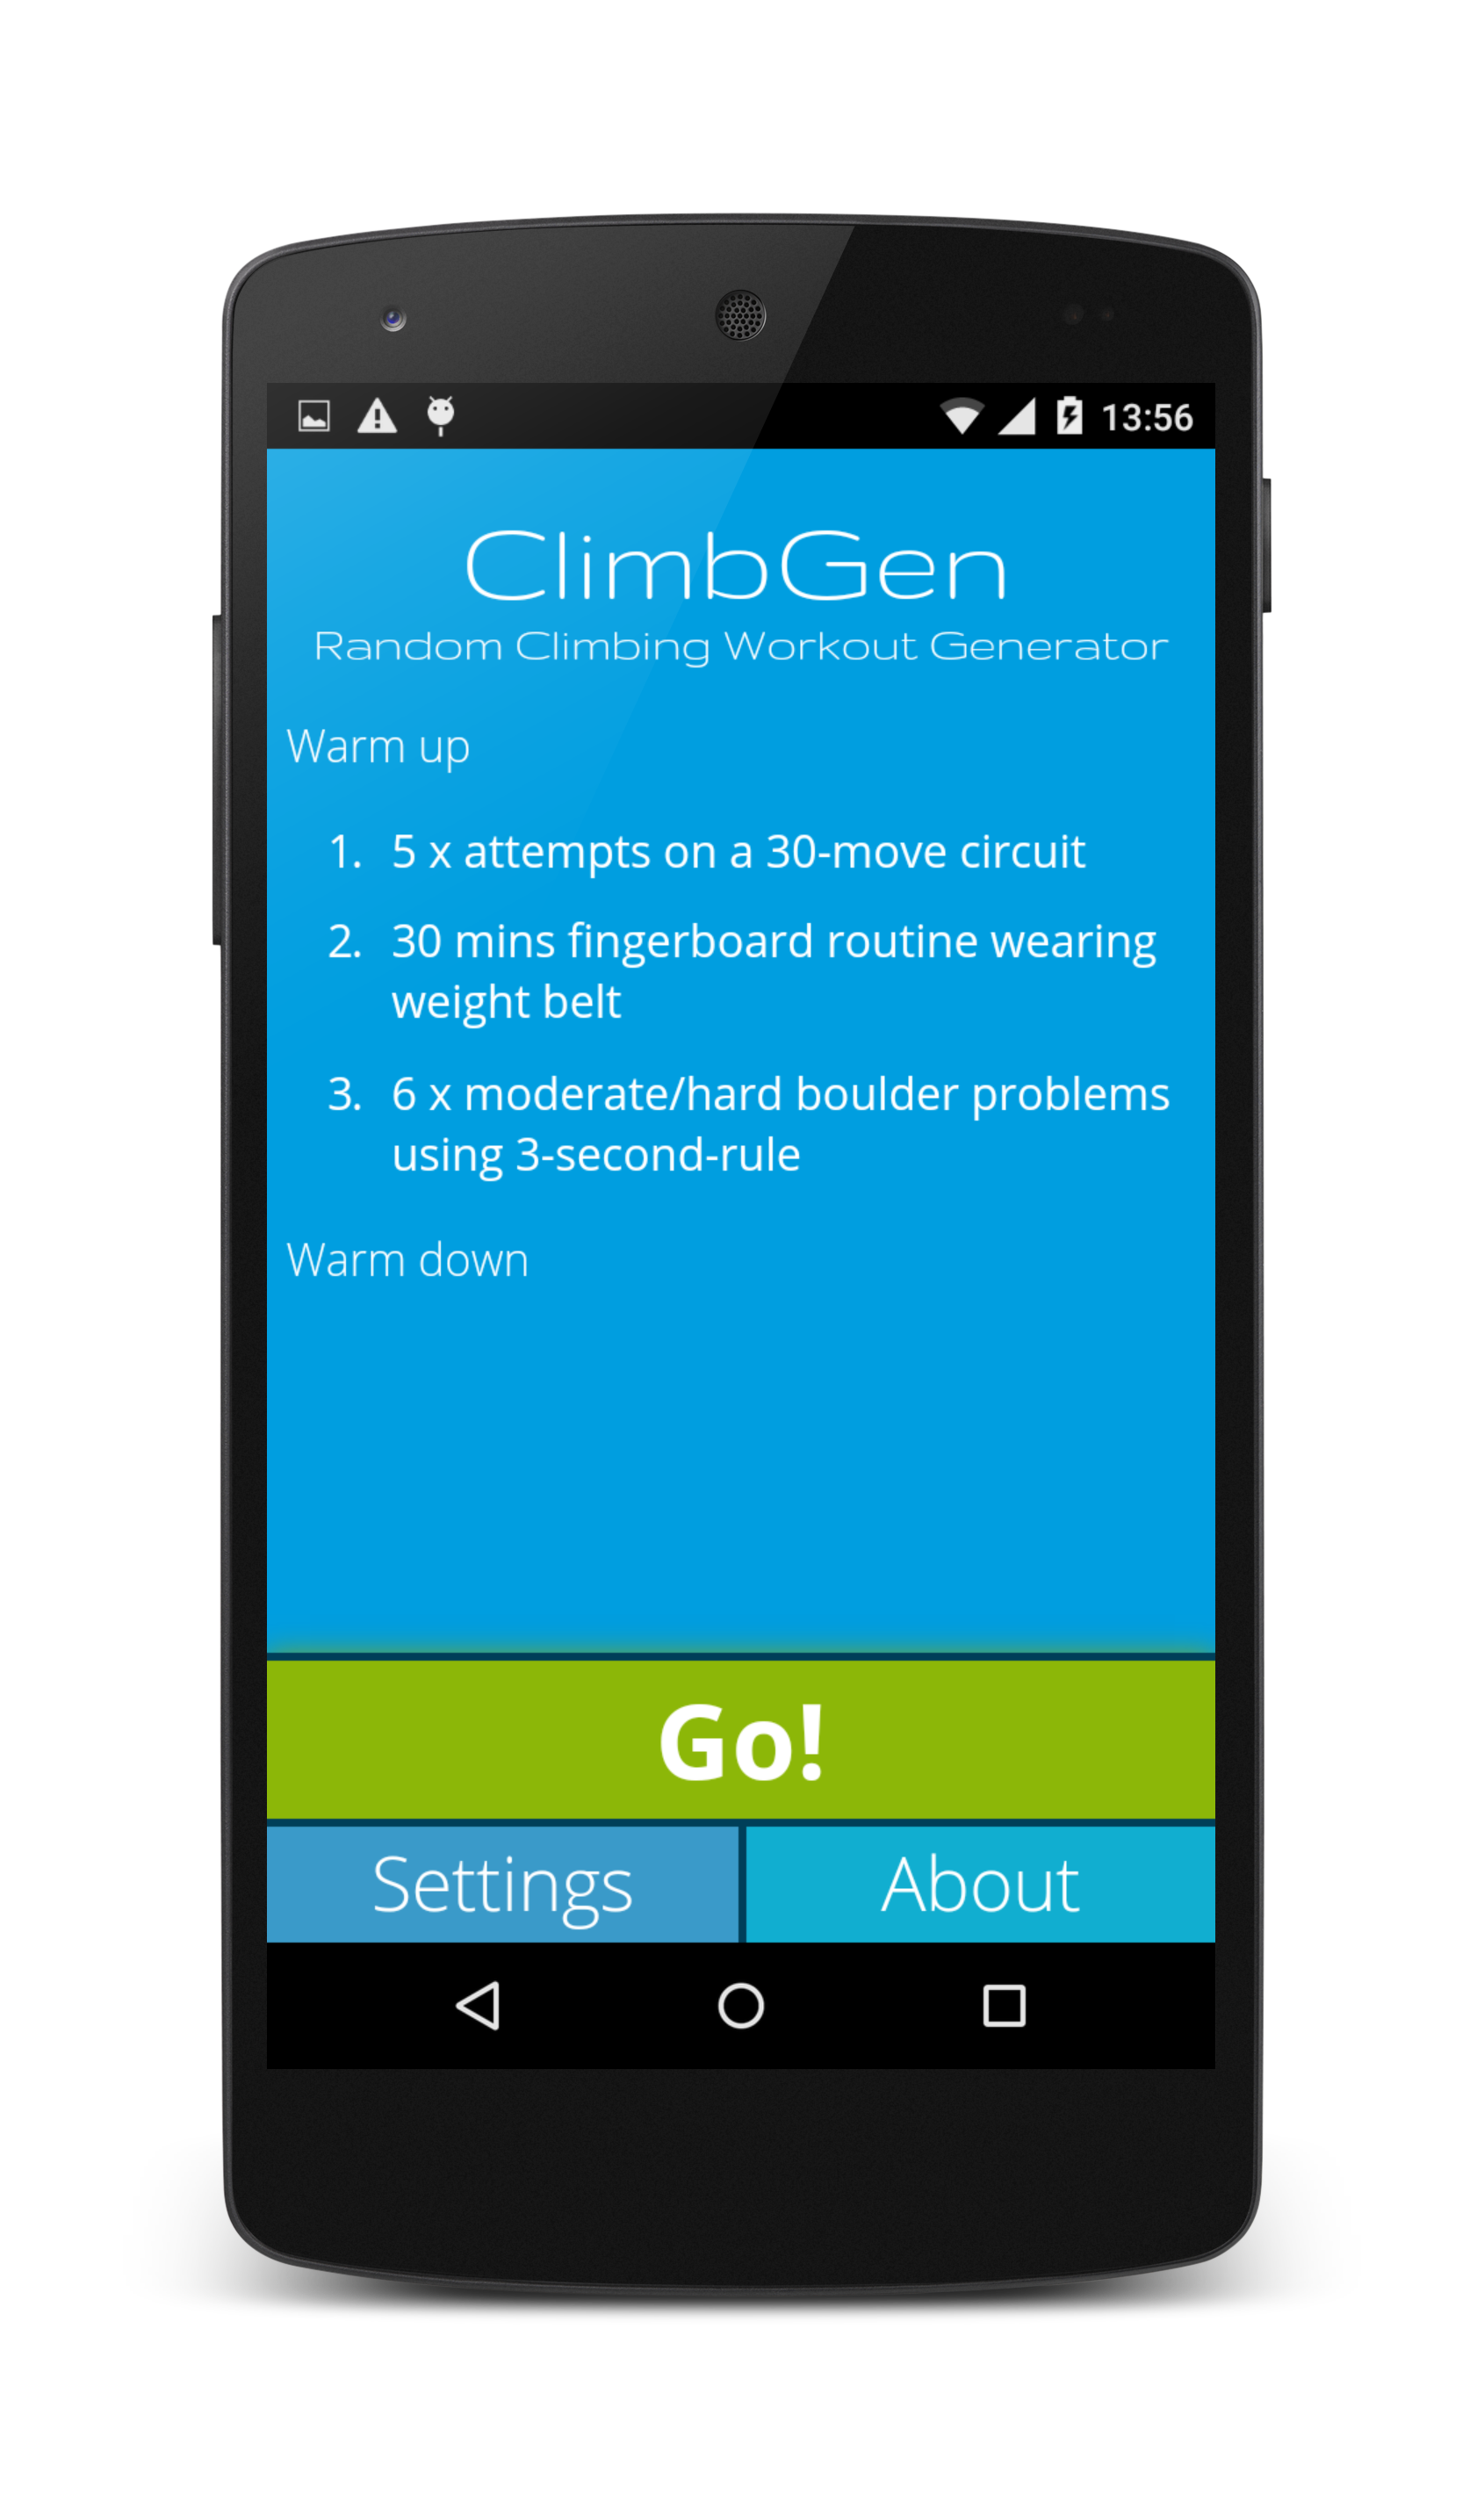 13:56
ClimbGen
Random Climbing Workout Generator
Warm up
1. 5 x attempts on a 30-move circuit
2. 30 mins fingerboard routine wearing
weight belt
3. 6 x moderate/hard boulder problems
using 3-second-rule
Warm down
Go!
Settings About